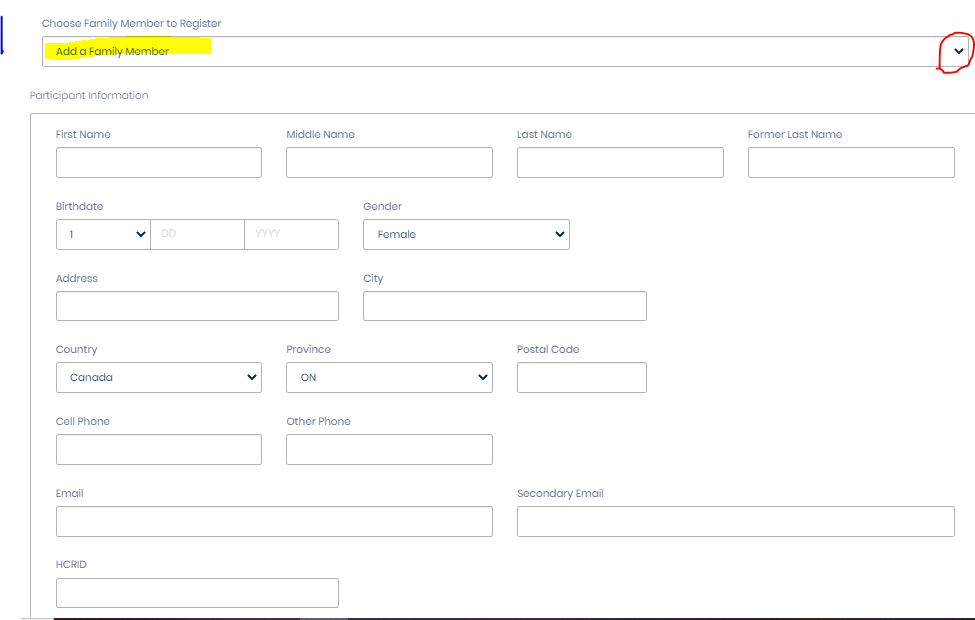 Choose Family Member to Register
Add a Family Member
Participant Information
First Name Middle Name Last Name Former Last Name
Birthdate Gender
1 DD YYYY Female
Address City
Country Province Postal Code
Canada ON
Cell Phone Other Phone
Email Secondary Email
HCRID